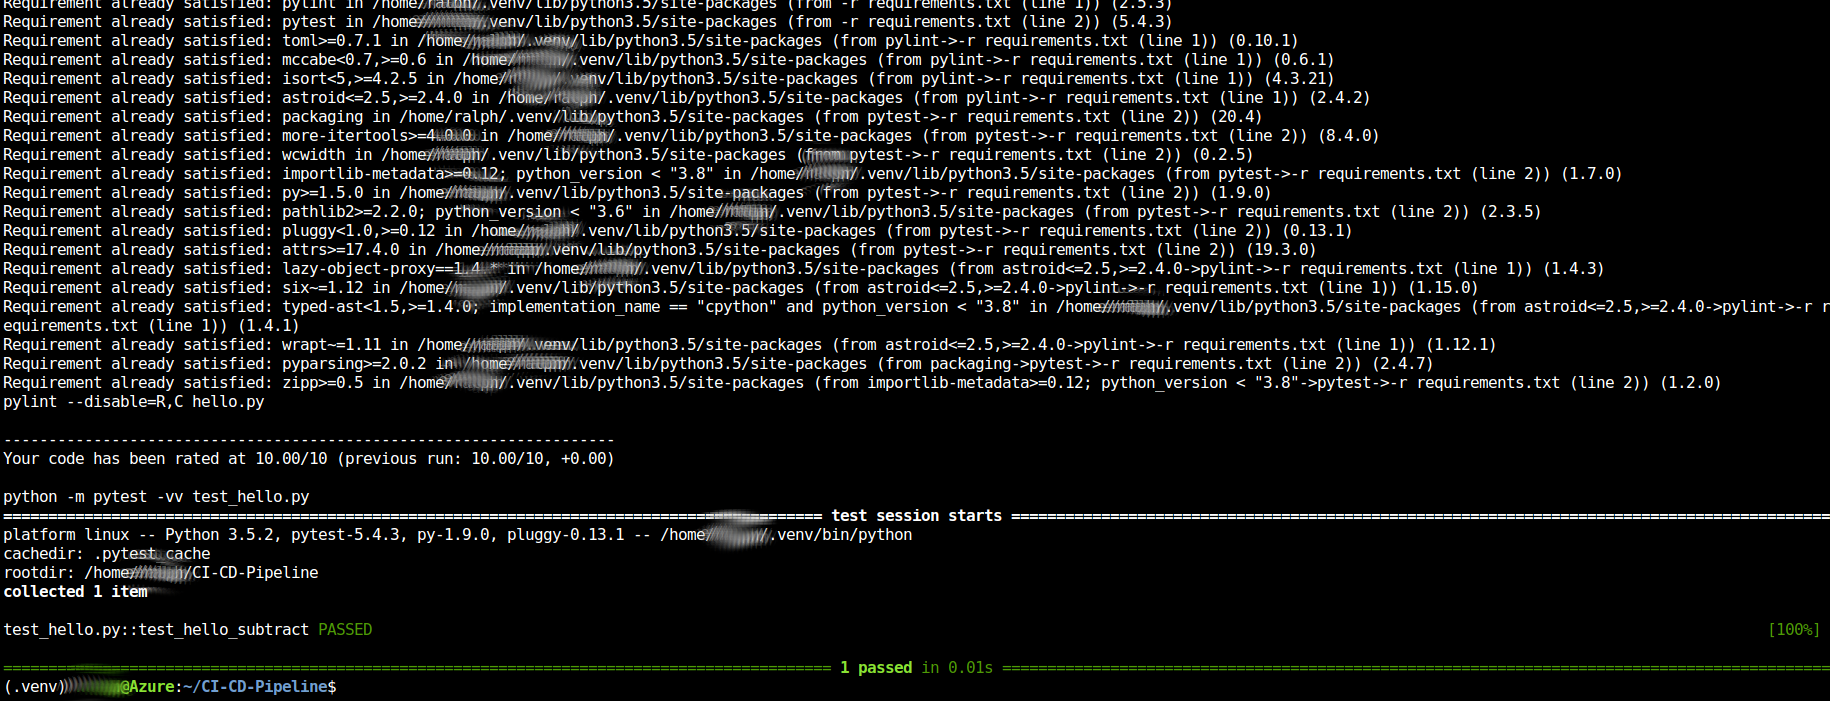 Requirement already satisfied: pylint in /home/ /.venv/lib/python3.5/site-packages (from -r requirements.txt (line 1)) (2.5.3)
Requirement already satisfied: pytest in /home/ /.venv/lib/python3.5/site-packages (from -r requirements.txt (line 2)) (5.4.3)
Requirement already satisfied: toml>=0.7.1 in /home/ /.venv/lib/python3.5/site-packages (from pylint->-r requirements.txt (line 1)) (0.10.1)
Requirement already satisfied: mccabe<0.7,>=0.6 in /home/ /.venv/lib/python3.5/site-packages (from pylint->-r requirements.txt (line 1)) (0.6.1)
Requirement already satisfied: isort<5,>=4.2.5 in /home/ /.venv/lib/python3.5/site-packages (from pylint->-r requirements.txt (line 1)) (4.3.21)
Requirement already satisfied: astroid<=2.5,>=2.4.0 in /home/ /.venv/lib/python3.5/site-packages (from pylint->-r requirements.txt (line 1)) (2.4.2)
Requirement already satisfied: packaging in /home/ralph/.venv/lib/python3.5/site-packages (from pytest->-r requirements.txt (line 2)) (20.4)
Requirement already satisfied: more-itertools>=4.0.0 in /home/ /.venv/lib/python3.5/site-packages (from pytest->-r requirements.txt (line 2)) (8.4.0)
Requirement already satisfied: wcwidth in /home/ /.venv/lib/python3.5/site-packages (from pytest->-r requirements.txt (line 2)) (0.2.5)
Requirement already satisfied: importlib-metadata>=0.12; python_version < "3.8" in /home/ /.venv/lib/python3.5/site-packages (from pytest->-r requirements.txt (line 2)) (1.7.0)
Requirement already satisfied: py>=1.5.0 in /home/ /.venv/lib/python3.5/site-packages (from pytest->-r requirements.txt (line 2)) (1.9.0)
Requirement already satisfied: pathlib2>=2.2.0; python_version < "3.6" in /home/ /.venv/lib/python3.5/site-packages (from pytest->-r requirements.txt (line 2)) (2.3.5)
Requirement already satisfied: pluggy<1.0,>=0.12 in /home/ /.venv/lib/python3.5/site-packages (from pytest->-r requirements.txt (line 2)) (0.13.1)
Requirement already satisfied: attrs>=17.4.0 in /home/ .venv/lib/python3.5/site-packages (from pytest->-r requirements.txt (line 2)) (19.3.0)
Requirement already satisfied: lazy-object-proxy==1.4.* in /home/ /.venv/lib/python3.5/site-packages (from astroid<=2.5,>=2.4.0->pylint->-r requirements.txt (line 1)) (1.4.3)
Requirement already satisfied: six~=1.12 in /home/ /.venv/lib/python3.5/site-packages (from astroid<=2.5,>=2.4.0->pylint->-r requirements.txt (line 1)) (1.15.0)
Requirement already satisfied: typed-ast<1.5,>=1.4.0; implementation_name == "cpython" and python_version < "3.8" in /home/ /.venv/lib/python3.5/site-packages (from astroid<=2.5,>=2.4.0->pylint->-r r
equirements.txt (line 1)) (1.4.1)
Requirement already satisfied: wrapt~=1.11 in /home/ /.venv/lib/python3.5/site-packages (from astroid<=2.5,>=2.4.0->pylint->-r requirements.txt (line 1)) (1.12.1)
Requirement already satisfied: pyparsing>=2.0.2 in /home/ /.venv/lib/python3.5/site-packages (from packaging->pytest->-r requirements.txt (line 2)) (2.4.7)
Requirement already satisfied: zipp>=0.5 in /home/ /.venv/lib/python3.5/site-packages (from importlib-metadata>=0.12; python_version < "3.8"->pytest->-r requirements.txt (line 2)) (1.2.0)
pylint --disable=R,C hello.py
--------------------------------------------------------------------
Your code has been rated at 10.00/10 (previous run: 10.00/10, +0.00)
python -m pytest -vv test_hello.py
=========================================================================================== test session starts ===========================================================================================
platform linux -- Python 3.5.2, pytest-5.4.3, py-1.9.0, pluggy-0.13.1 -- /home/ /.venv/bin/python
cachedir: .pytest_cache
rootdir: /home/ /CI-CD-Pipeline
collected 1 item
test_hello.py::test_hello_subtract PASSED [100%]
============================================================================================ 1 passed in 0.01s ============================================================================================
(.venv) @Azure:~/CI-CD-Pipeline$